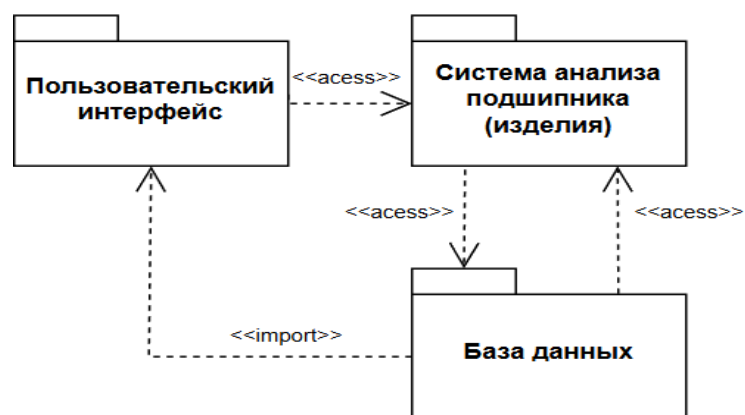 Пользовательский
интерфейс
<<acess>>
Система анализа
подшипника
(изделия)
<<acess>>
<<acess>>
<<import>>
База данных